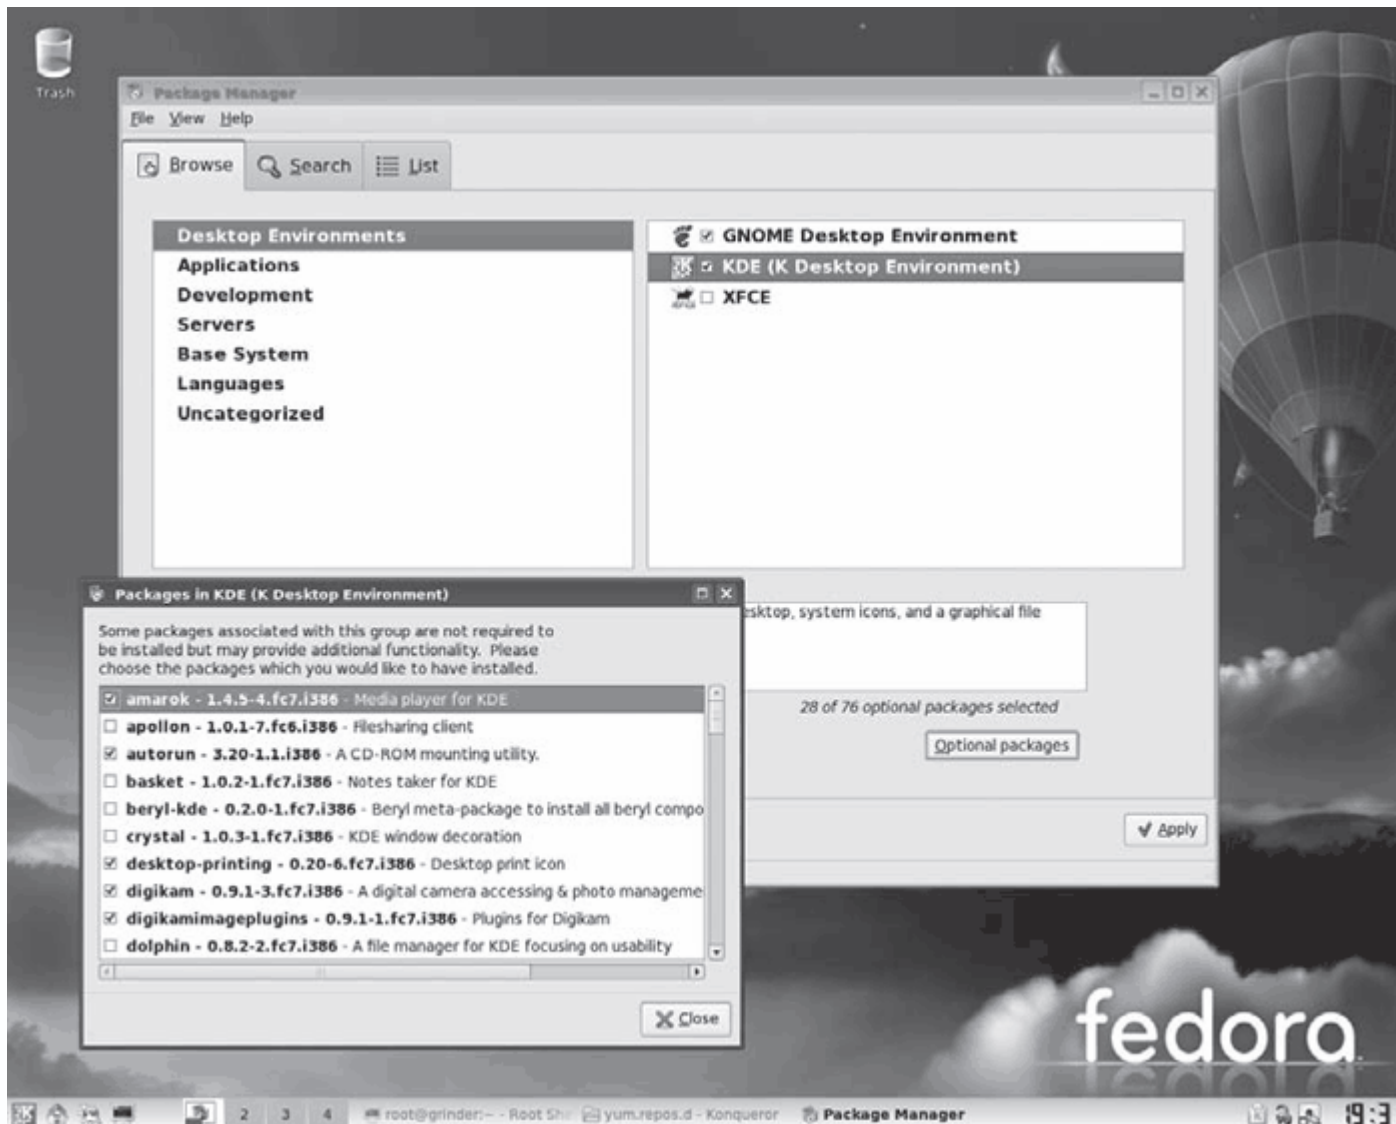 Trash
Package Manager
File View Help
Browse Search List
Desktop Environments
Applications
Development
Servers
Base System
Languages
Uncategorized
GNOME Desktop Environment
KDE (K Desktop Environment)
XFCE
esktop, system icons, and a graphical file
28 of 76 optional packages selected
Optional packages
Apply
Packages in KDE (K Desktop Environment)
Some packages associated with this group are not required to
be installed but may provide additional functionality. Please
choose the packages which you would like to have installed.
amarok - 1.4.5-4.fc7.i386 - Media player for KDE
apollon - 1.0.1-7.fc6.i386 - Filesharing client
autorun - 3.20-1.1.i386 - A CD-ROM mounting utility.
basket - 1.0.2-1.fc7.i386 - Notes taker for KDE
beryl-kde - 0.2.0-1.fc7.i386 - Beryl meta-package to install all beryl compo
crystal - 1.0.3-1.fc7.i386 - KDE window decoration
desktop-printing - 0.20-6.fc7.i386 - Desktop print icon
digikam - 0.9.1-3.fc7.i386 - A digital camera accessing & photo manageme
digikamimageplugins - 0.9.1-1.fc7.i386 - Plugins for Digikam
dolphin - 0.8.2-2.fc7.i386 - A file manager for KDE focusing on usability
Close
fedora
2 3 4 root@grinder:~ - Root Sh yum.repos.d - Konqueror Package Manager 19:3